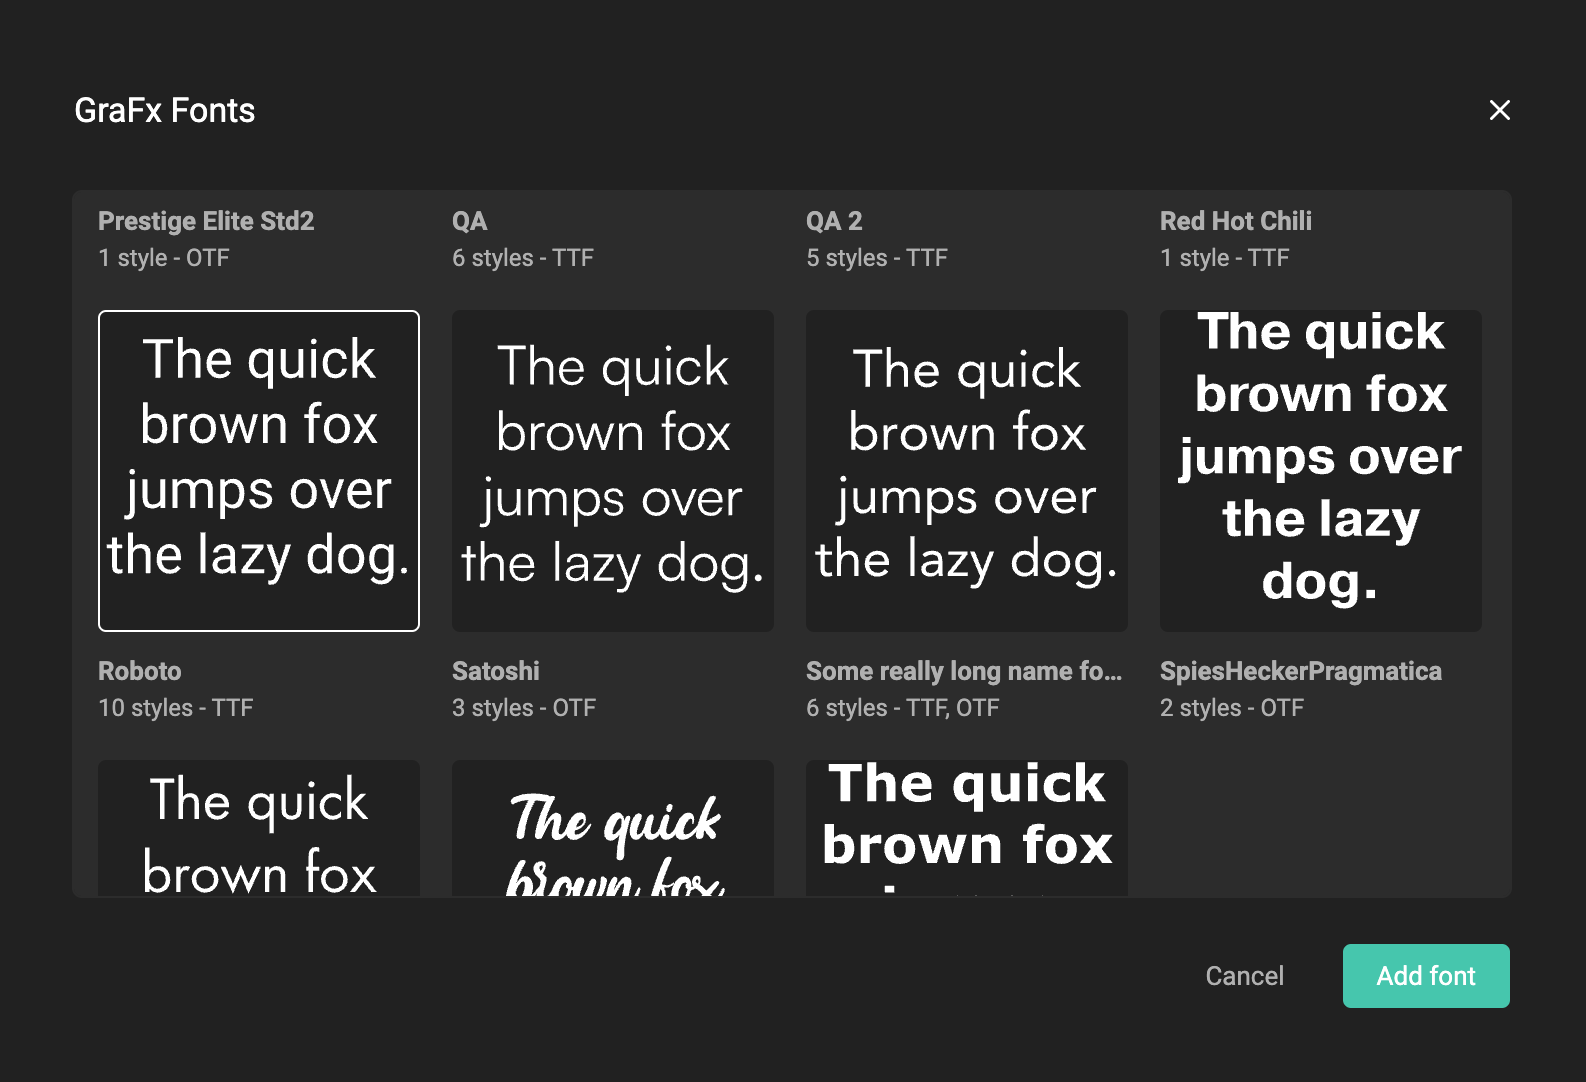 GraFx Fonts
Prestige Elite Std2
1 style - OTF
QA
6 styles - TTF
QA 2
5 styles - TTF
Red Hot Chili
1 style - TTF
The quick
brown fox
jumps over
the lazy dog.
Roboto
10 styles - TTF
The quick
brown fox
jumps over
the lazy dog.
Satoshi
3 styles - OTF
The quick
brown fox
jumps over
the lazy dog.
Some really long name fo...
6 styles - TTF, OTF
The quick
brown fox
jumps over
the lazy
dog.
SpiesHeckerPragmatica
2 styles - OTF
The quick
brown fox
The quick
brown fox
The quick
brown fox
Cancel
Add font